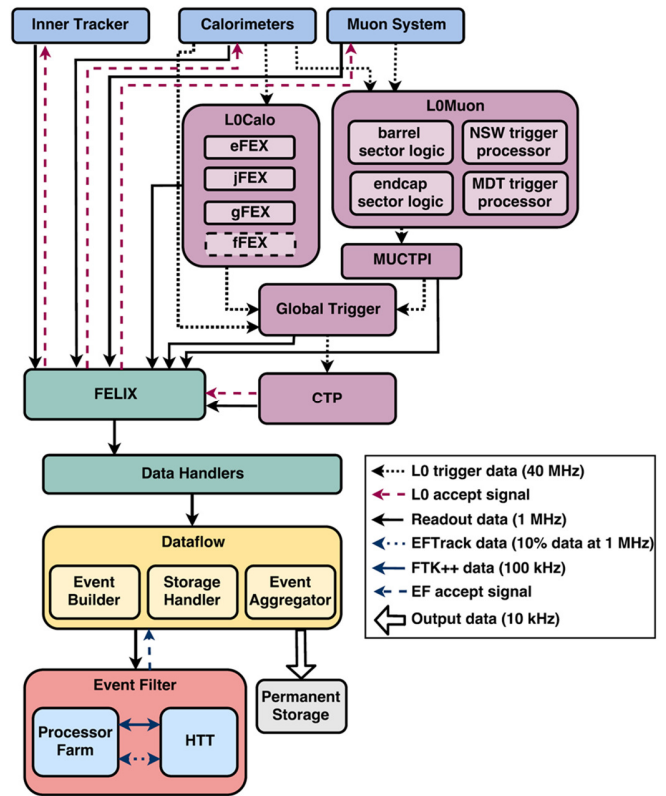 Inner Tracker
Calorimeters
Muon System
L0Calo
eFEX
jFEX
gFEX
fFEX
L0Muon
barrel
sector logic
NSW trigger
processor
endcap
sector logic
MDT trigger
processor
MUCTPI
Global Trigger
FELIX
CTP
Data Handlers
Dataflow
Event
Builder
Storage
Handler
Event
Aggregator
Event Filter
Processor
Farm
HTT
Permanent
Storage
L0 trigger data (40 MHz)
L0 accept signal
Readout data (1 MHz)
EFTrack data (10% data at 1 MHz)
FTK++ data (100 kHz)
EF accept signal
Output data (10 kHz)